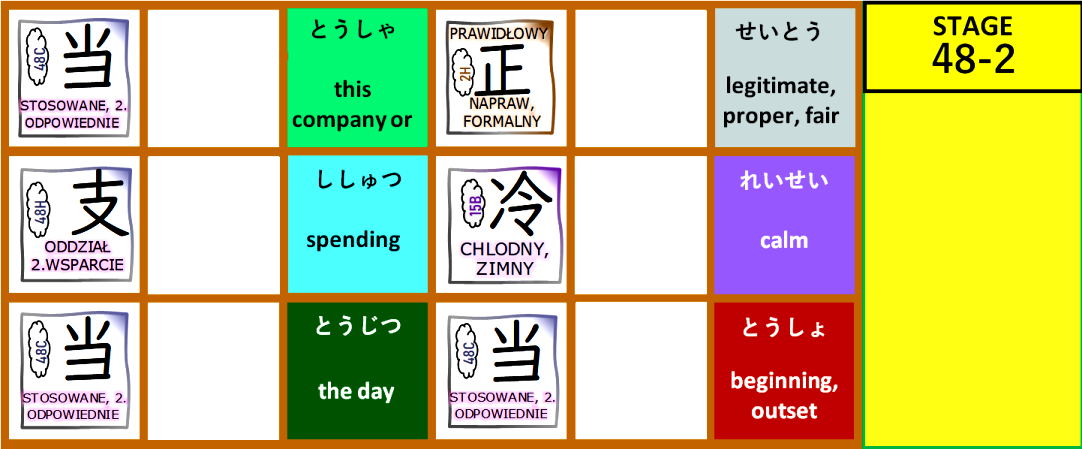 48C
当
STOSOWANE, 2.
ODPOWIEDNIE
とうしゃ
this
company or
PRAWIDŁOWY
2H
正
NAPRAW,
FORMALNY
せいとう
legitimate,
proper, fair
STAGE
48-2
48H
支
ODDZIAŁ
2.WSPARCIE
ししゅつ
spending
15B
冷
CHLODNY,
ZIMNY
れいせい
calm
48C
当
STOSOWANE, 2.
ODPOWIEDNIE
とうじつ
the day
48C
当
STOSOWANE, 2.
ODPOWIEDNIE
とうしょ
beginning,
outset